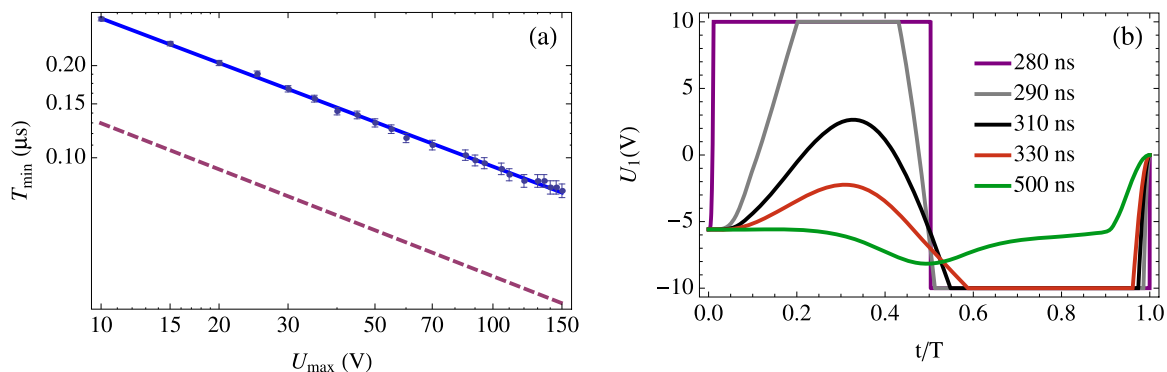 (a)
T_min (μs)
0.20
0.15
0.10
10 15 20 30 50 70 100 150
U_max (V)
(b)
U_1(V)
10
5
0
−5
−10
280 ns
290 ns
310 ns
330 ns
500 ns
0.0 0.2 0.4 0.6 0.8 1.0
t/T